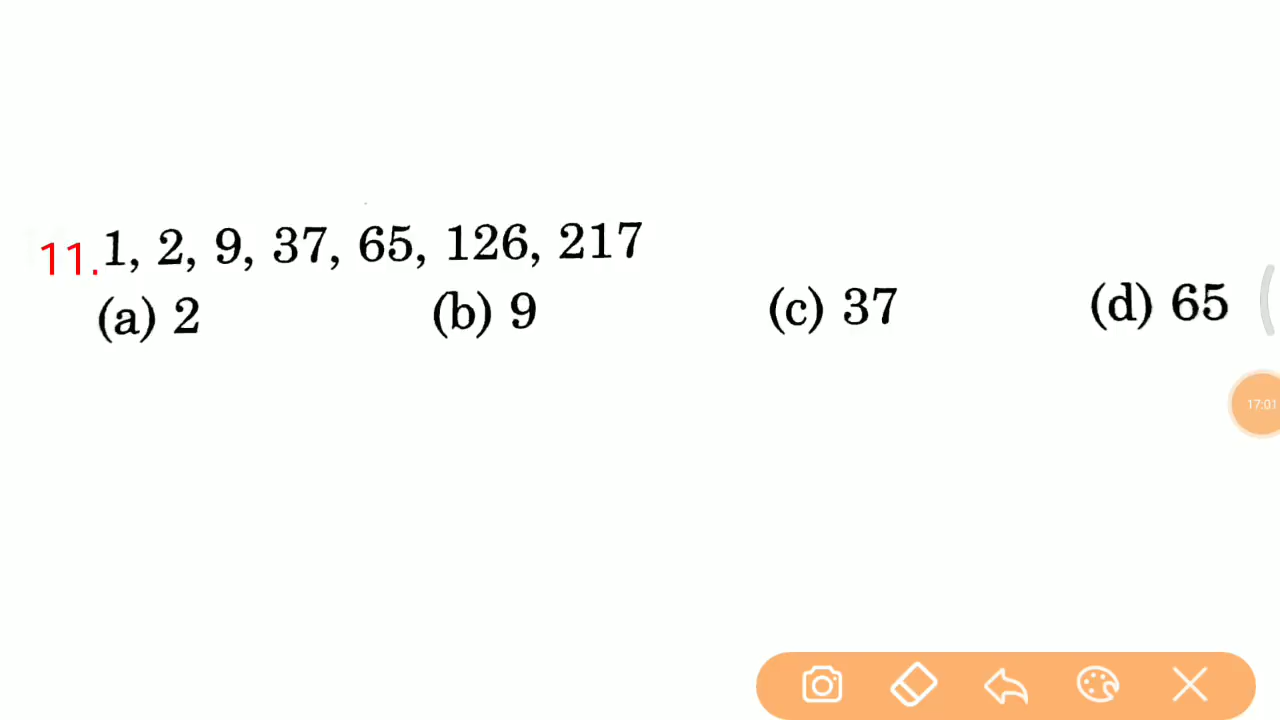 11. 1, 2, 9, 37, 65, 126, 217
(a) 2 (b) 9 (c) 37 (d) 65 (
17:01